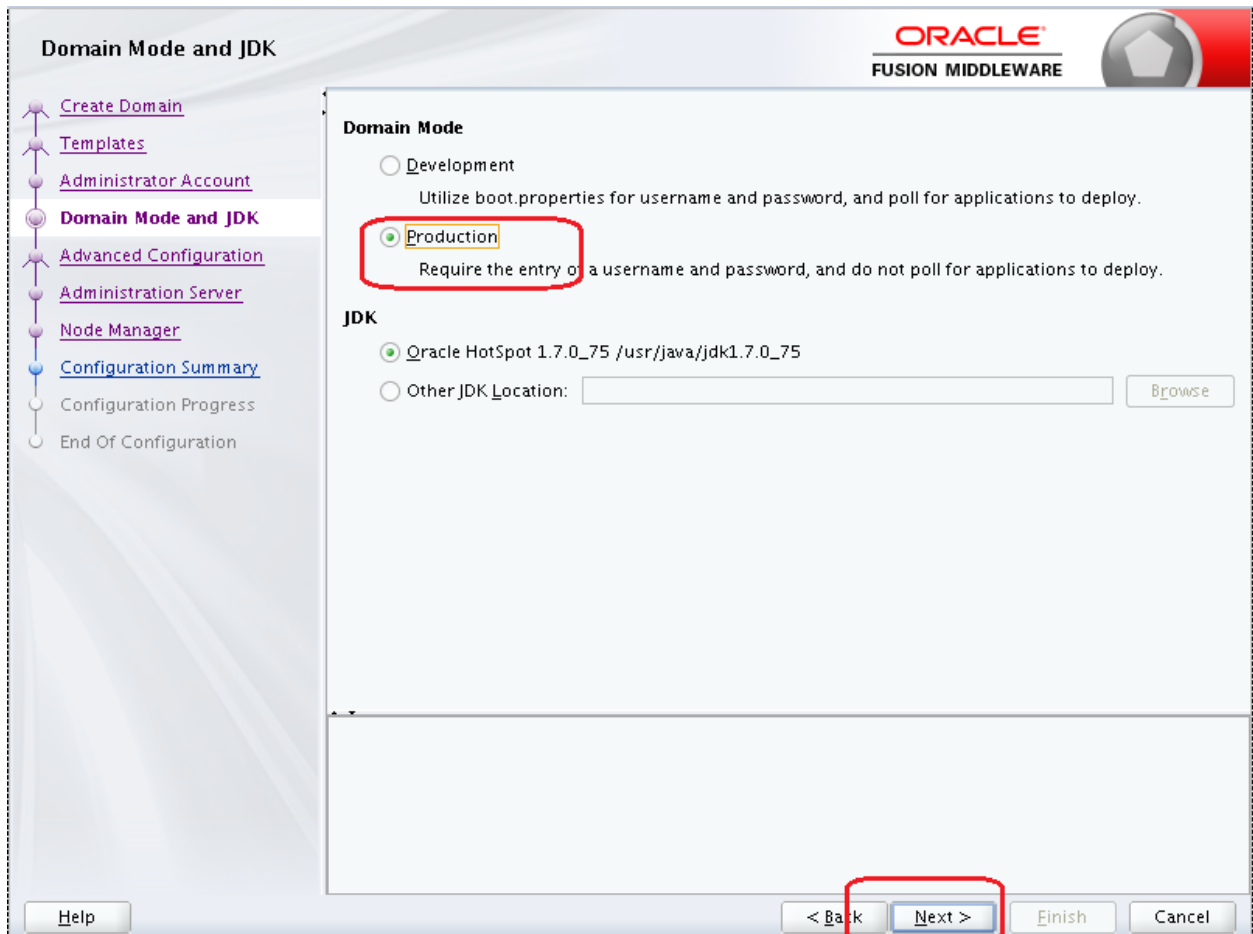 Domain Mode and JDK
ORACLE
FUSION MIDDLEWARE
Create Domain
Templates
Administrator Account
Domain Mode and JDK
Advanced Configuration
Administration Server
Node Manager
Configuration Summary
Configuration Progress
End Of Configuration
Domain Mode
Development
Utilize boot.properties for username and password, and poll for applications to deploy.
Production
Require the entry of a username and password, and do not poll for applications to deploy.
JDK
Oracle HotSpot 1.7.0_75 /usr/java/jdk1.7.0_75
Other JDK Location:
Browse
Help
< Back
Next >
Finish
Cancel